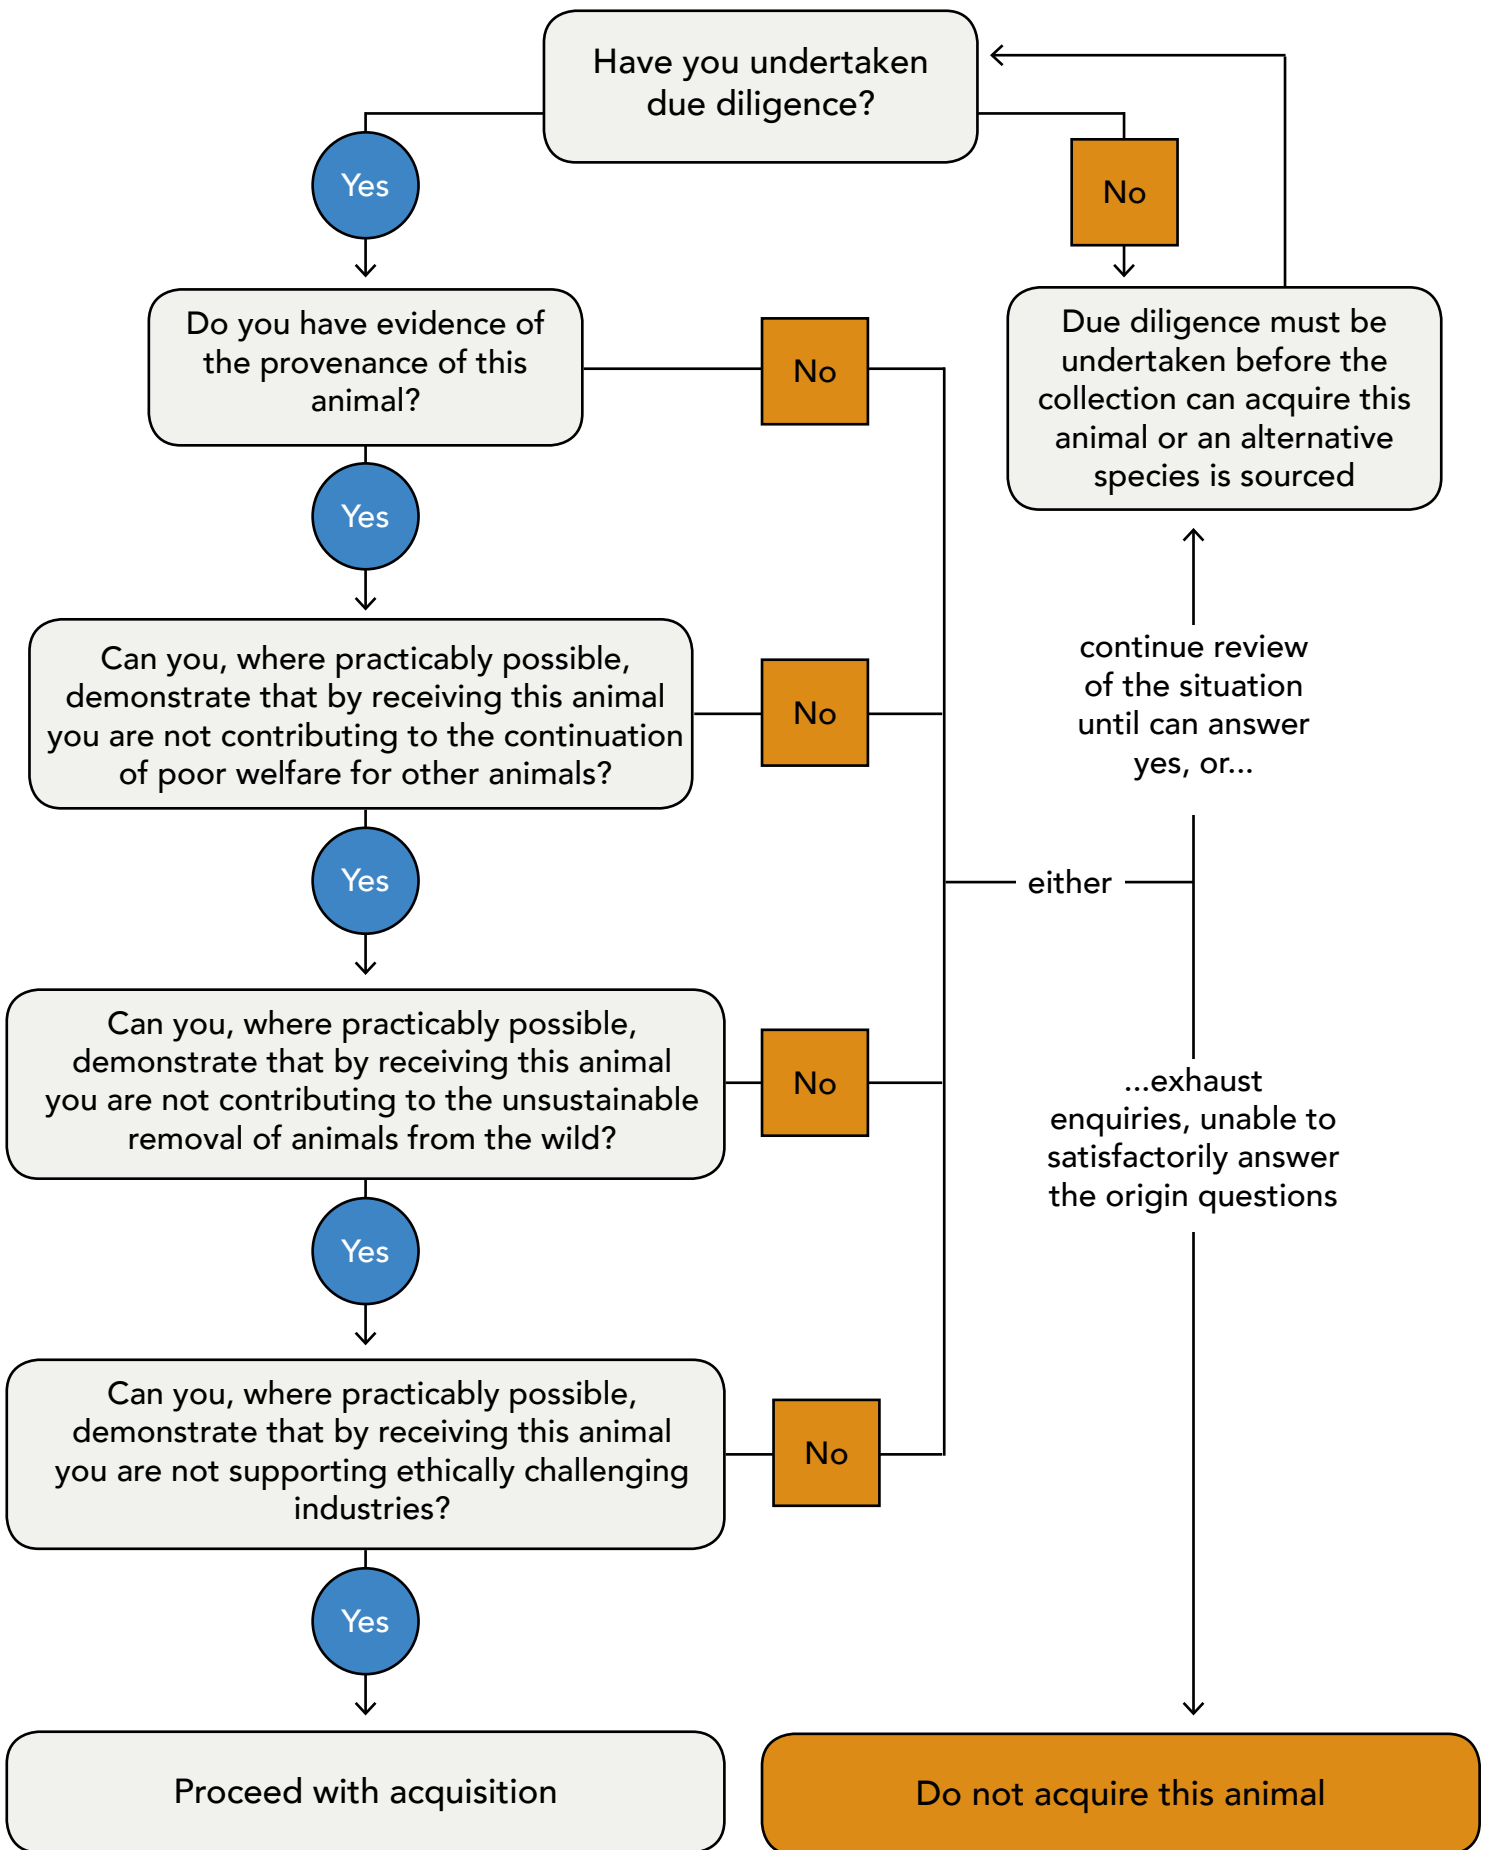 Have you undertaken
due diligence?
Yes
No
Do you have evidence of
the provenance of this
animal?
No
Due diligence must be
undertaken before the
collection can acquire this
animal or an alternative
species is sourced
Yes
Can you, where practicably possible,
demonstrate that by receiving this animal
you are not contributing to the continuation
of poor welfare for other animals?
No
continue review
of the situation
until can answer
yes, or...
Yes
either
Can you, where practicably possible,
demonstrate that by receiving this animal
you are not contributing to the unsustainable
removal of animals from the wild?
No
...exhaust
enquiries, unable to
satisfactorily answer
the origin questions
Yes
Can you, where practicably possible,
demonstrate that by receiving this animal
you are not supporting ethically challenging
industries?
No
Yes
Proceed with acquisition
Do not acquire this animal